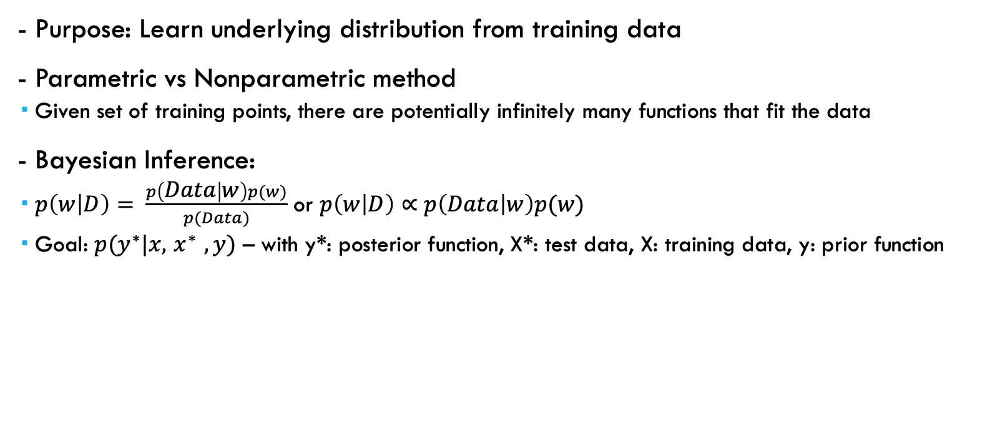 - Purpose: Learn underlying distribution from training data
- Parametric vs Nonparametric method
▪ Given set of training points, there are potentially infinitely many functions that fit the data
- Bayesian Inference:
▪ p(w|D) = p(Data|w)p(w) / p(Data) or p(w|D) ∝ p(Data|w)p(w)
▪ Goal: p(y*|x, x* ,y) – with y*: posterior function, X*: test data, X: training data, y: prior function